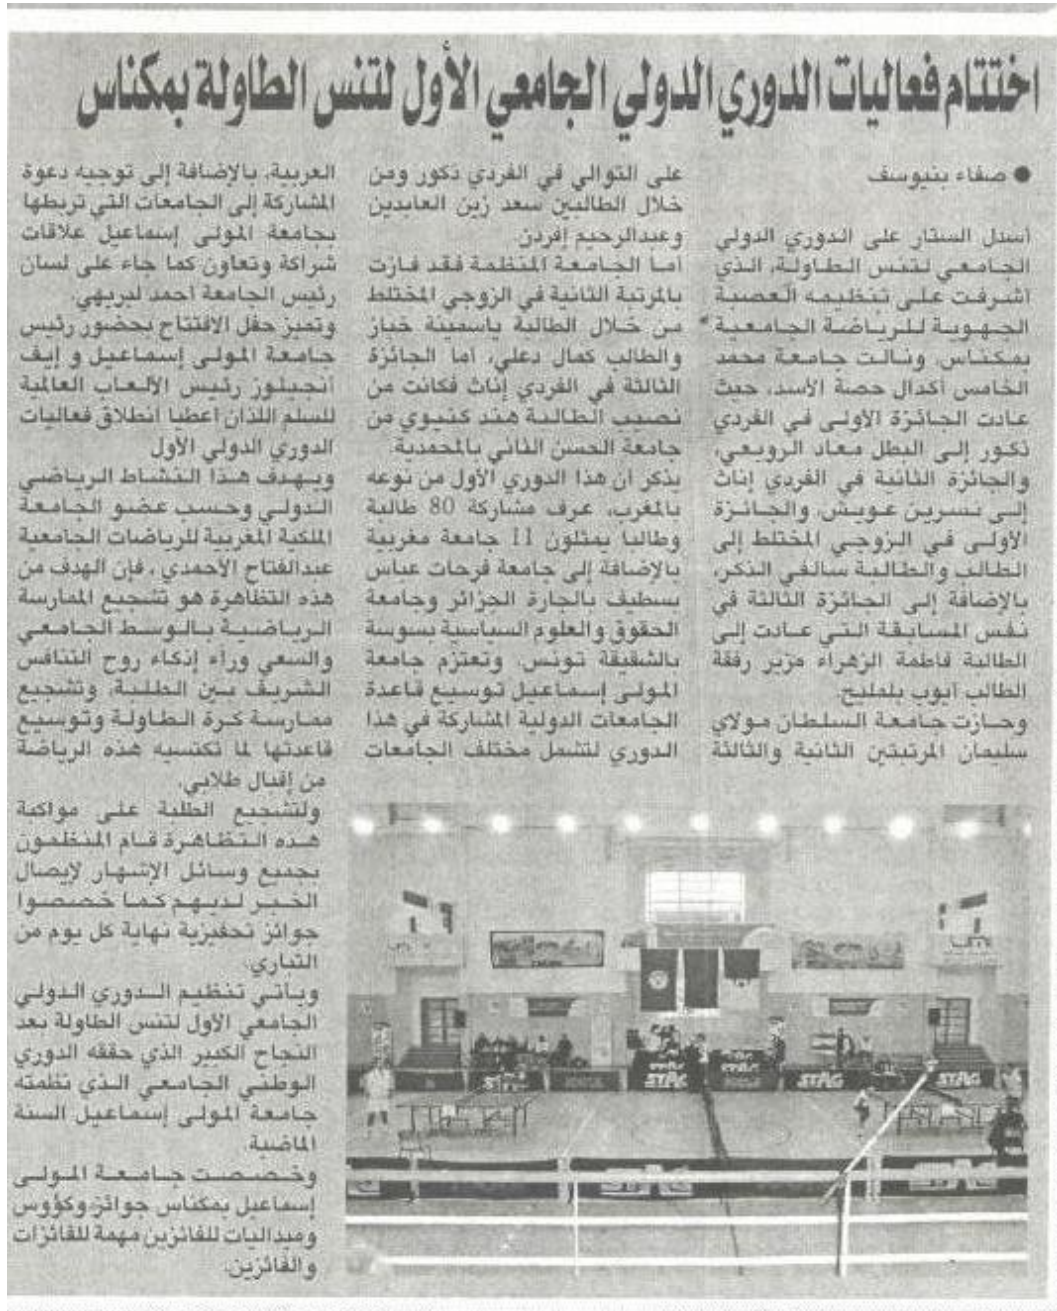 اختتام فعاليات الدوري الدولي الجامعي الأول لتنس الطاولة بمكناس
● صفاء بنيوسف
أسدل الستار على الدوري الدولي
الجامعي لتنس الطاولة، الذي
أشرفت على تنظيمه العصبة
الجهوية للرياضة الجامعية
بمكناس. ونالت جامعة محمد
الخامس أكدال حصة الأسد، حيث
عادت الجائزة الأولى في الفردي
ذكور إلى البطل معاد الرويعي،
والجائزة الثانية في الفردي إناث
إلى نسرين عويش، والجائزة
الأولى في الزوجي المختلط إلى
الطالب والطالبة سالفي الذكر،
بالإضافة إلى الجائزة الثالثة في
نفس المسابقة التي عادت إلى
الطالبة فاطمة الزهراء مزير رفقة
الطالب أيوب بلمليح.
وحازت جامعة السلطان مولاي
سليمان المرتبتين الثانية والثالثة
على التوالي في الفردي ذكور ومن
خلال الطالبين سعد زين العابدين
وعبدالرحيم إفردن.
أما الجامعة المنظمة فقد فازت
بالمرتبة الثانية في الزوجي المختلط
من خلال الطالبة ياسمينة خباز
والطالب كمال دعلي، أما الجائزة
الثالثة في الفردي إناث فكانت من
نصيب الطالبة هند كنيوي من
جامعة الحسن الثاني بالمحمدية.
يذكر أن هذا الدوري الأول من نوعه
بالمغرب، عرف مشاركة 80 طالبة
وطالبا يمثلون 11 جامعة مغربية
بالإضافة إلى جامعة فرحات عباس
بسطيف بالجارة الجزائر وجامعة
الحقوق والعلوم السياسية بسوسة
بالشقيقة تونس، وتعتزم جامعة
المولى إسماعيل توسيع قاعدة
الجامعات الدولية المشاركة في هذا
الدوري لتشمل مختلف الجامعات
العربية، بالإضافة إلى توجيه دعوة
المشاركة إلى الجامعات التي تربطها
بجامعة المولى إسماعيل علاقات
شراكة وتعاون كما جاء على لسان
رئيس الجامعة أحمد لبريهي.
وتميز حفل الافتتاح بحضور رئيس
جامعة المولى إسماعيل و إيف
أنجيلوز رئيس الألعاب العالمية
للسلم اللذان أعطيا انطلاق فعاليات
الدوري الدولي الأول
ويهدف هذا النشاط الرياضي
الدولي وحسب عضو الجامعة
الملكية المغربية للرياضات الجامعية
عبدالفتاح الأحمدي ، فإن الهدف من
هذه التظاهرة هو تشجيع الممارسة
الرياضية بالوسط الجامعي
والسعي وراء إذكاء روح التنافس
الشريف بين الطلبة، وتشجيع
ممارسة كرة الطاولة وتوسيع
قاعدتها لما تكتسيه هذه الرياضة
من إقبال طلابي.
ولتشجيع الطلبة على مواكبة
هذه التظاهرة قام المنظمون
بجميع وسائل الإشهار لإيصال
الخبر لديهم كما خصصوا
جوائز تحفيزية نهاية كل يوم من
التباري.
ويأتي تنظيم الدوري الدولي
الجامعي الأول لتنس الطاولة بعد
النجاح الكبير الذي حققه الدوري
الوطني الجامعي الذي نظمته
جامعة المولى إسماعيل السنة
الماضية.
وخصصت جامعة المولى
إسماعيل بمكناس جوائز وكؤوس
وميداليات للفائزين مهمة للفائزات
والفائزين.
STAG
STAG
STAG
STAG